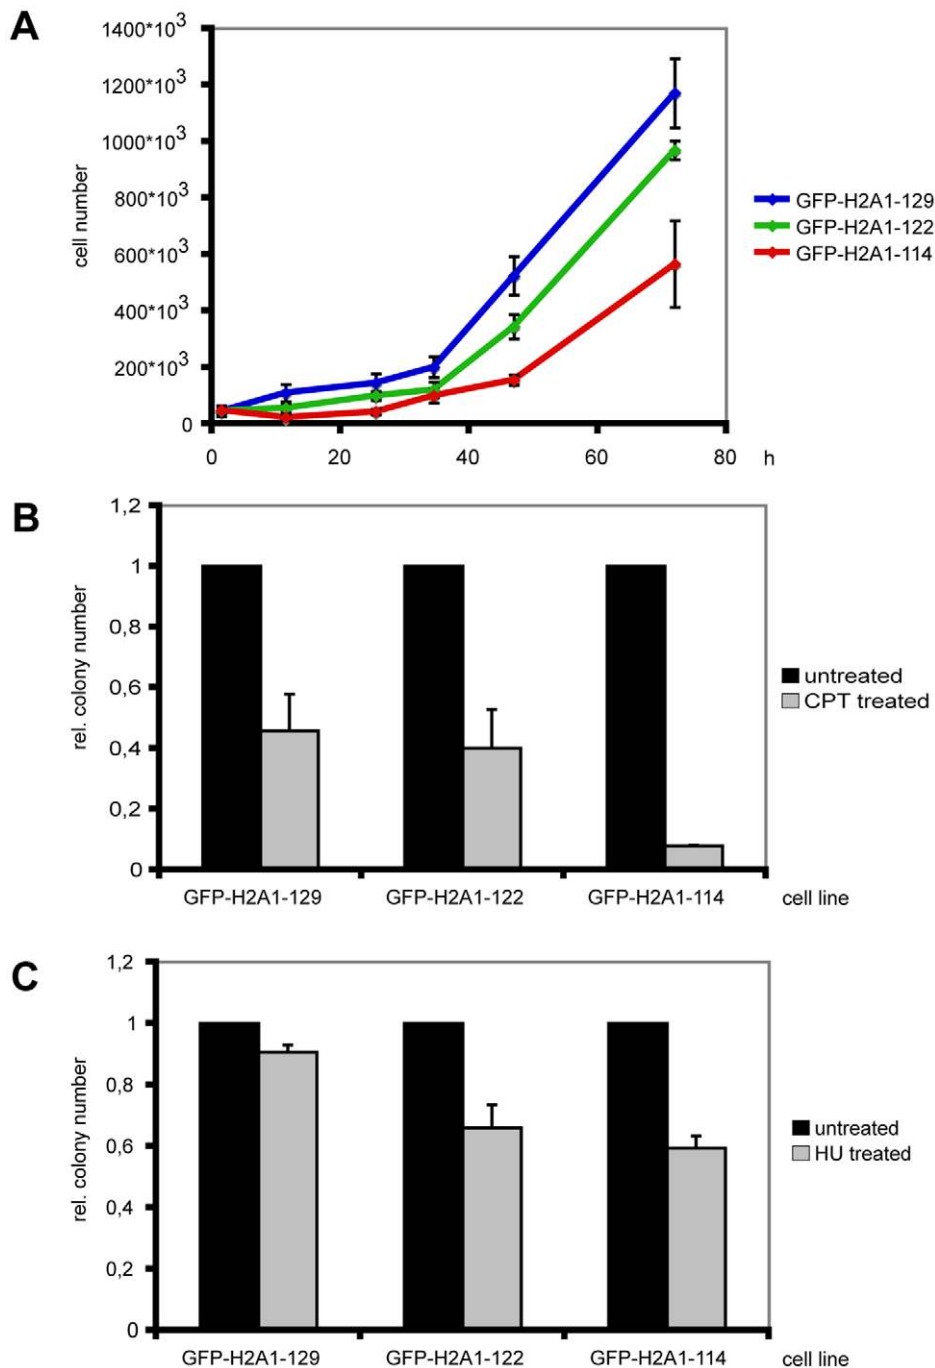 A
1400*10³
1200*10³
1000*10³
800*10³
600*10³
400*10³
200*10³
0
cell number
0 20 40 60 80 h
GFP-H2A1-129
GFP-H2A1-122
GFP-H2A1-114
B
1,2
1
0,8
0,6
0,4
0,2
0
rel. colony number
GFP-H2A1-129 GFP-H2A1-122 GFP-H2A1-114 cell line
untreated
CPT treated
C
1,2
1
0,8
0,6
0,4
0,2
0
rel. colony number
GFP-H2A1-129 GFP-H2A1-122 GFP-H2A1-114 cell line
untreated
HU treated